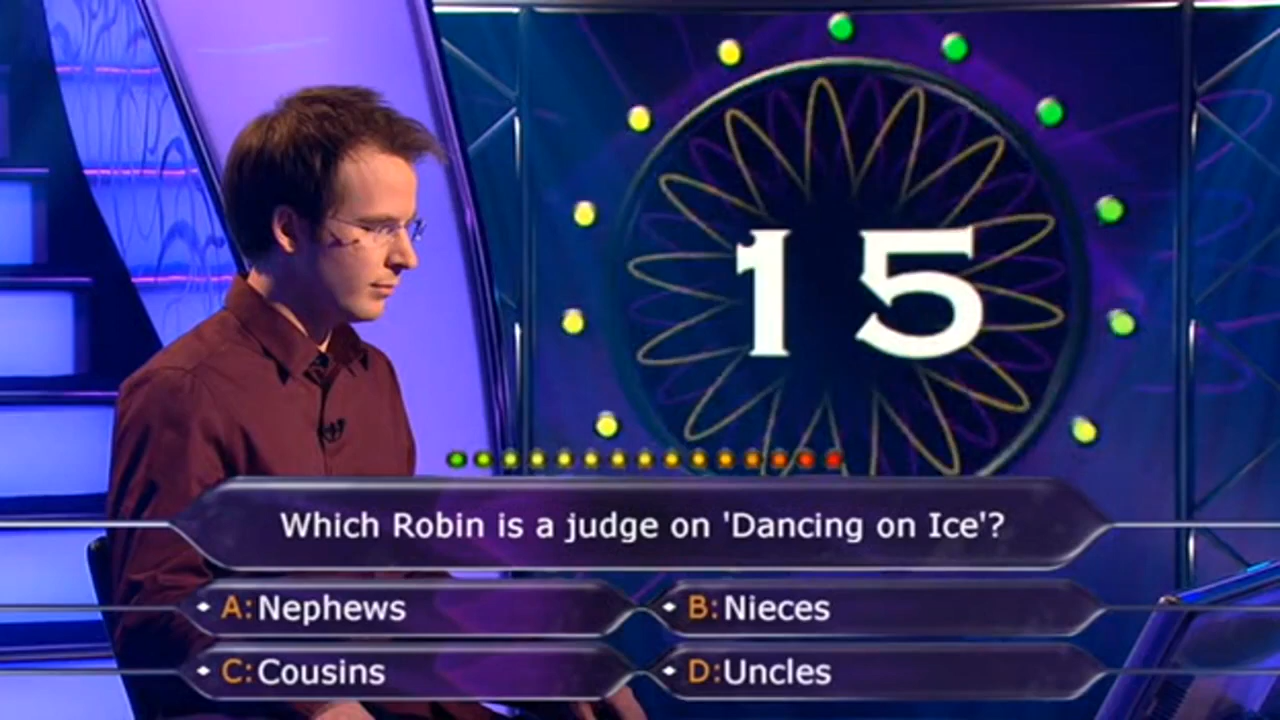 15
Which Robin is a judge on 'Dancing on Ice'?
A: Nephews
B: Nieces
C: Cousins
D: Uncles